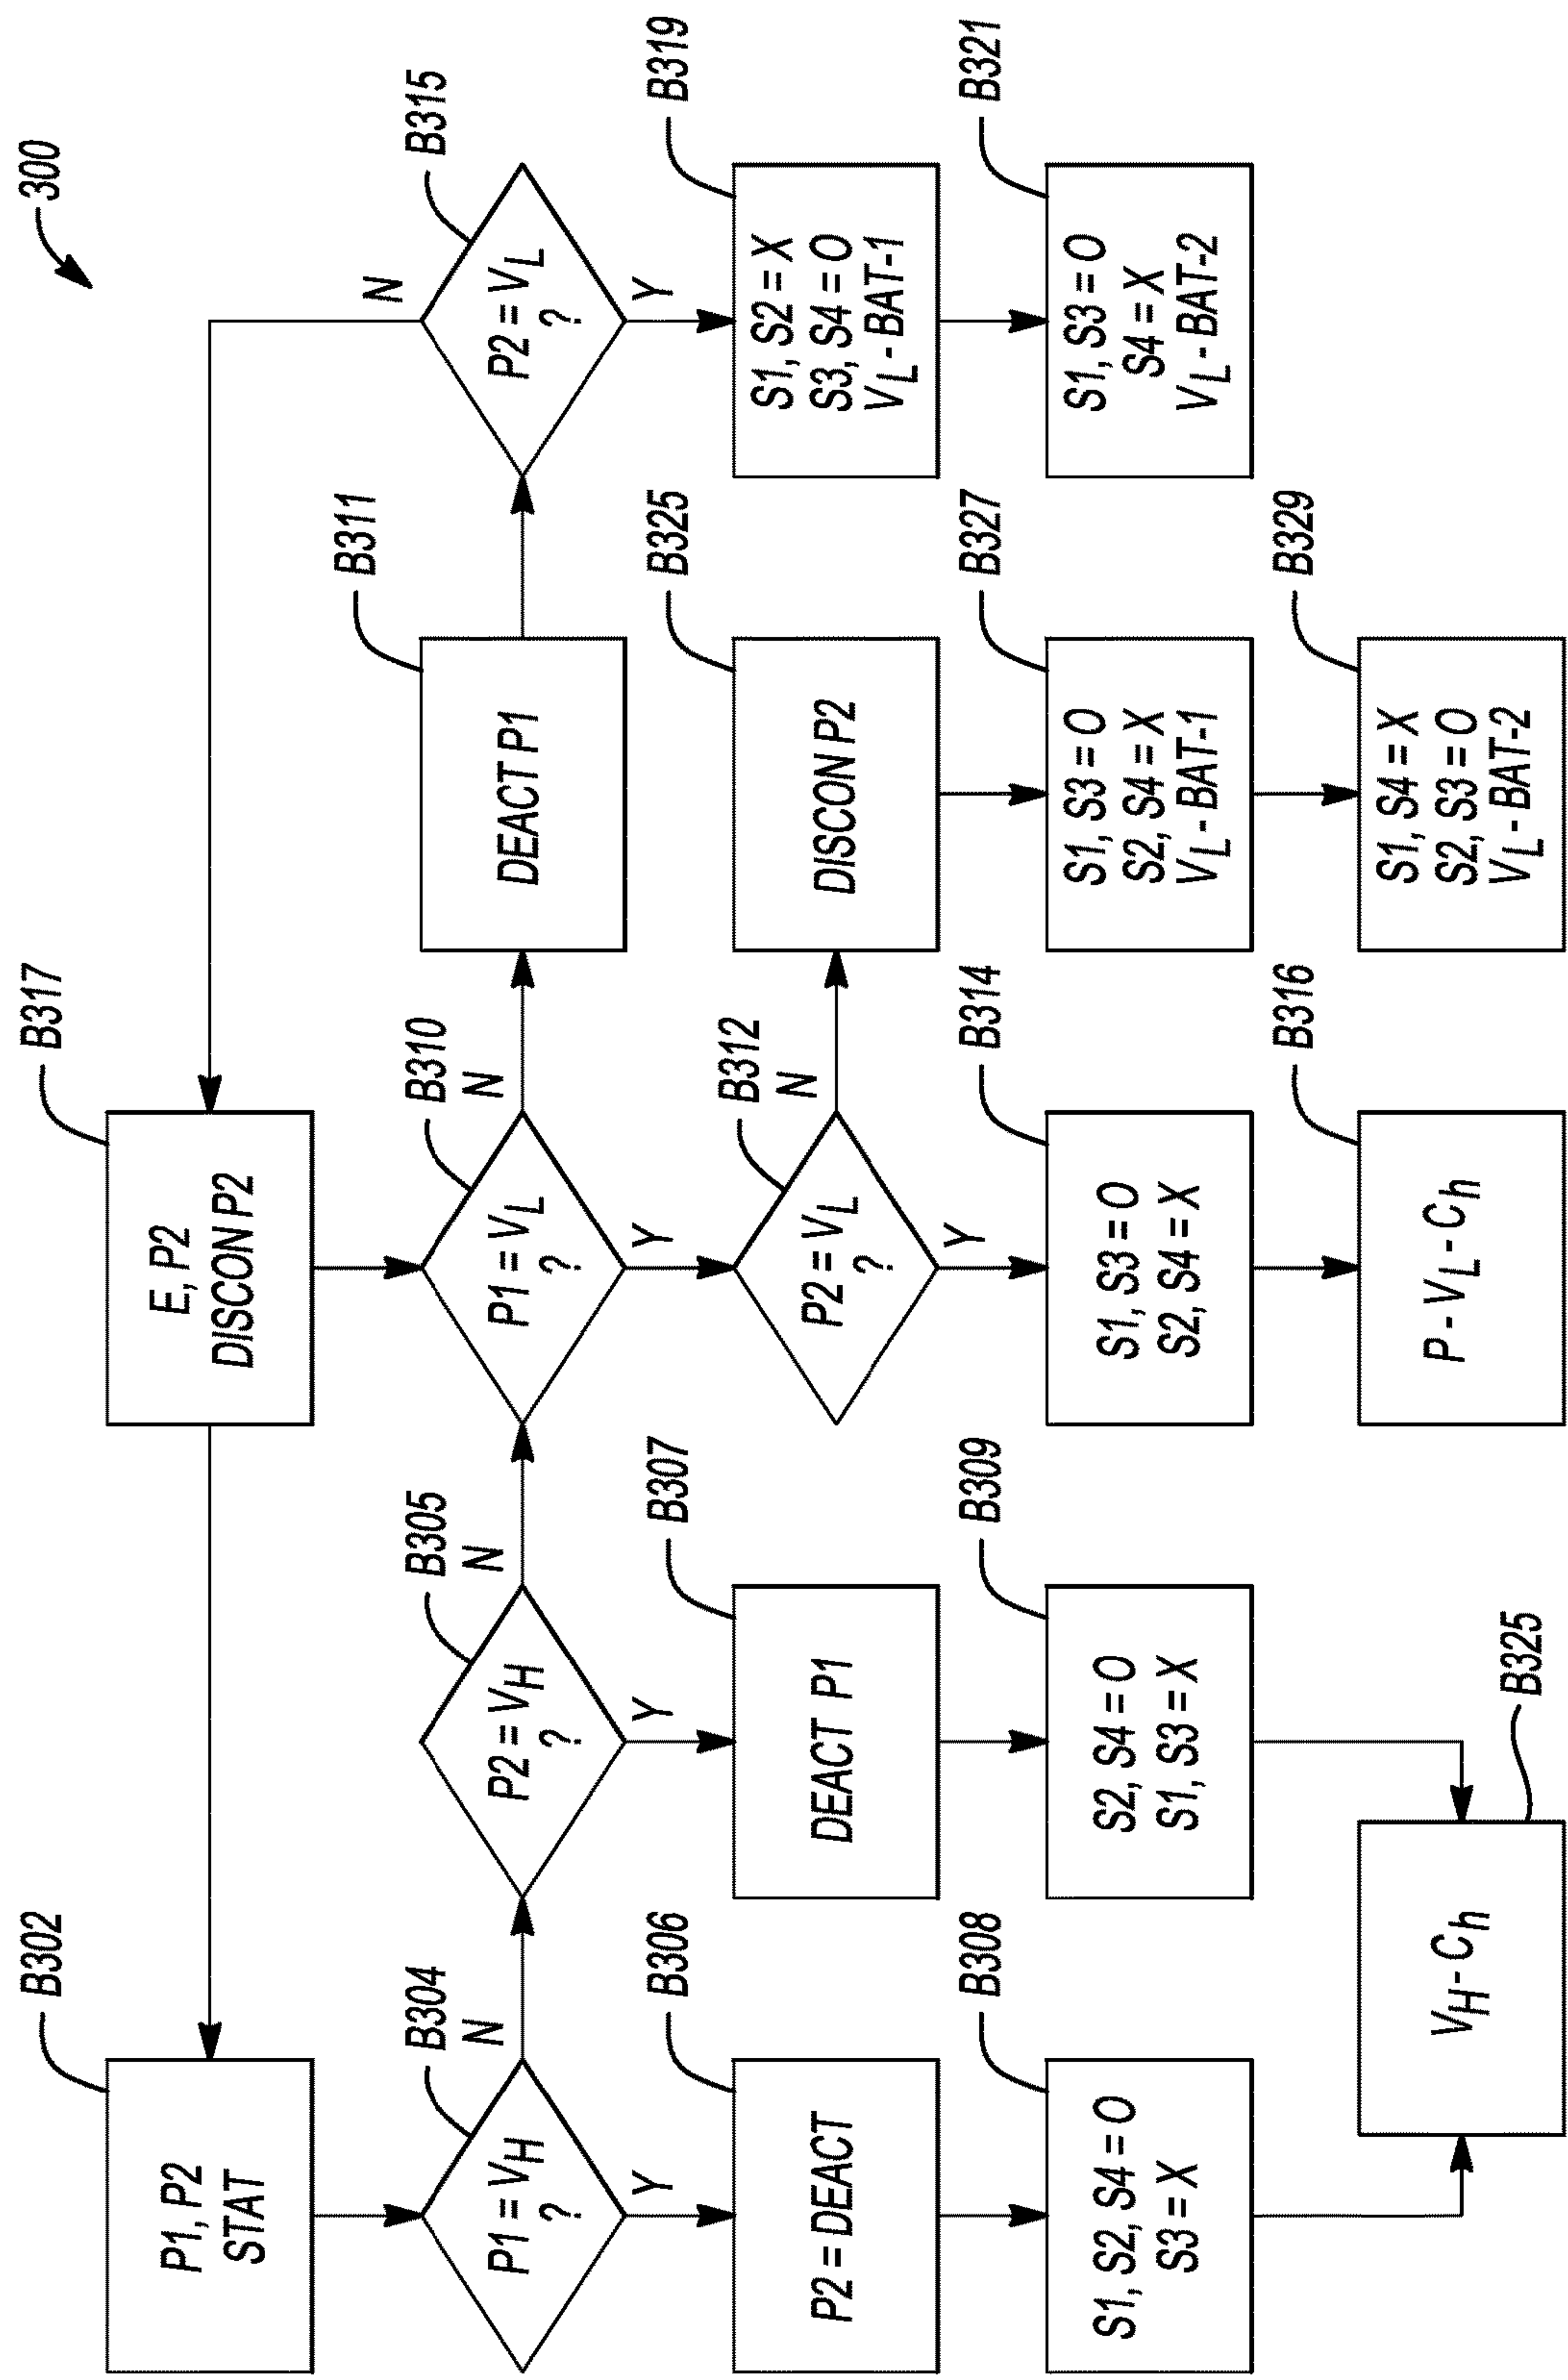 300
B302
P1, P2
STAT
B317
E, P2
DISCON P2
B304
N
P1 = VH
?
Y
B305
N
P2 = VH
?
Y
B310
N
P1 = VL
?
Y
B311
DEACT P1
B315
N
P2 = VL
?
Y
B306
P2 = DEACT
B307
DEACT P1
B312
N
P2 = VL
?
Y
B325
DISCON P2
B319
S1, S2 = X
S3, S4 = O
VL - BAT-1
B308
S1, S2, S4 = O
S3 = X
B309
S2, S4 = O
S1, S3 = X
B314
S1, S3 = O
S2, S4 = X
B327
S1, S3 = O
S2, S4 = X
VL - BAT-1
B321
S1, S3 = O
S4 = X
VL - BAT-2
VH - Ch
B325
B316
P - VL - Ch
B329
S1, S4 = X
S2, S3 = O
VL - BAT-2